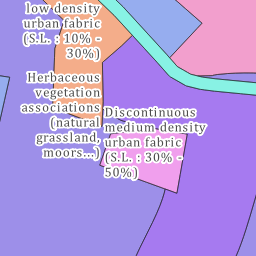 low density
urban fabric
(S.L. : 10% -
30%)
Herbaceous
vegetation
associations
(natural
grassland,
moors...)
Discontinuous
medium density
urban fabric
(S.L. : 30% -
50%)